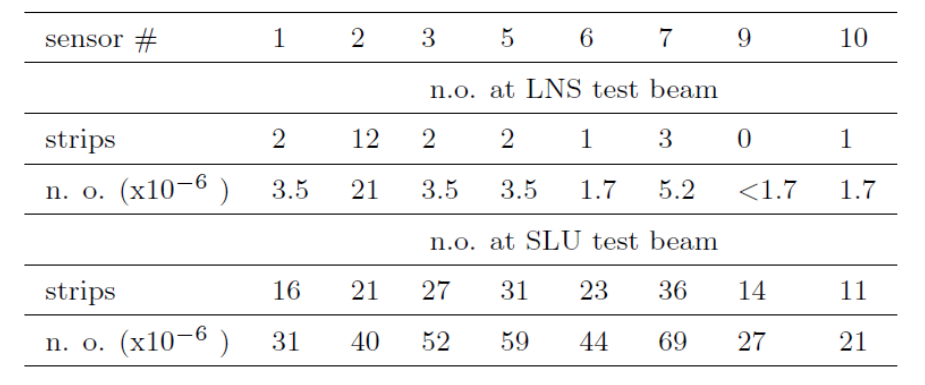 sensor # 1 2 3 5 6 7 9 10
n.o. at LNS test beam
strips 2 12 2 2 1 3 0 1
n. o. (x10−6 ) 3.5 21 3.5 3.5 1.7 5.2 <1.7 1.7
n.o. at SLU test beam
strips 16 21 27 31 23 36 14 11
n. o. (x10−6 ) 31 40 52 59 44 69 27 21